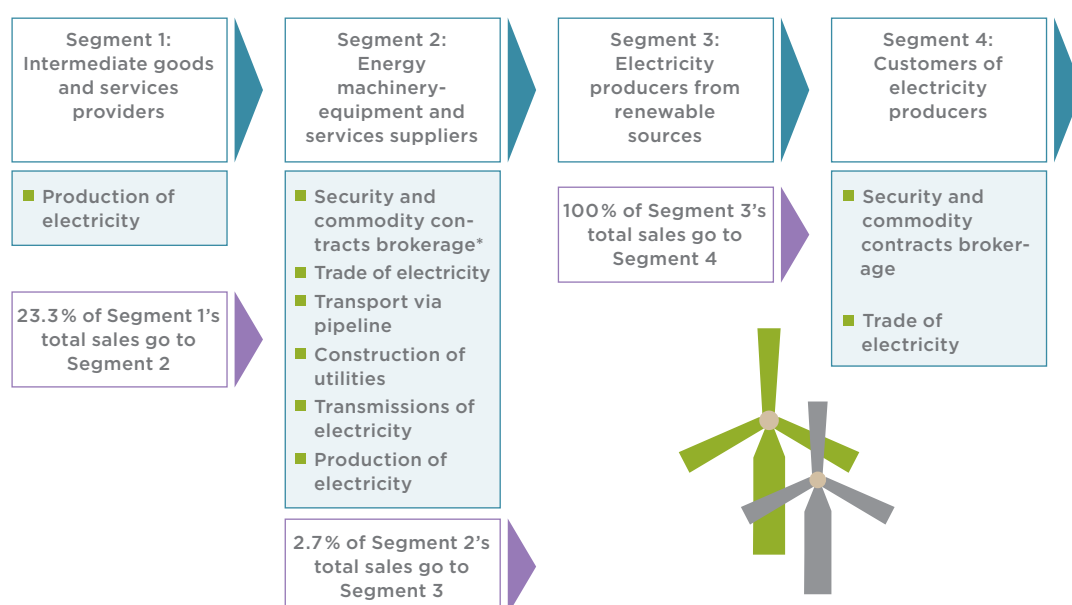 Segment 1:
Intermediate goods
and services
providers
Production of
electricity
23.3% of Segment 1’s
total sales go to
Segment 2
Segment 2:
Energy
machinery-
equipment and
services suppliers
Security and
commodity con-
tracts brokerage*
Trade of electricity
Transport via
pipeline
Construction of
utilities
Transmissions of
electricity
Production of
electricity
2.7% of Segment 2’s
total sales go to
Segment 3
Segment 3:
Electricity
producers from
renewable
sources
100% of Segment 3’s
total sales go to
Segment 4
Segment 4:
Customers of
electricity
producers
Security and
commodity
contracts broker-
age
Trade of
electricity